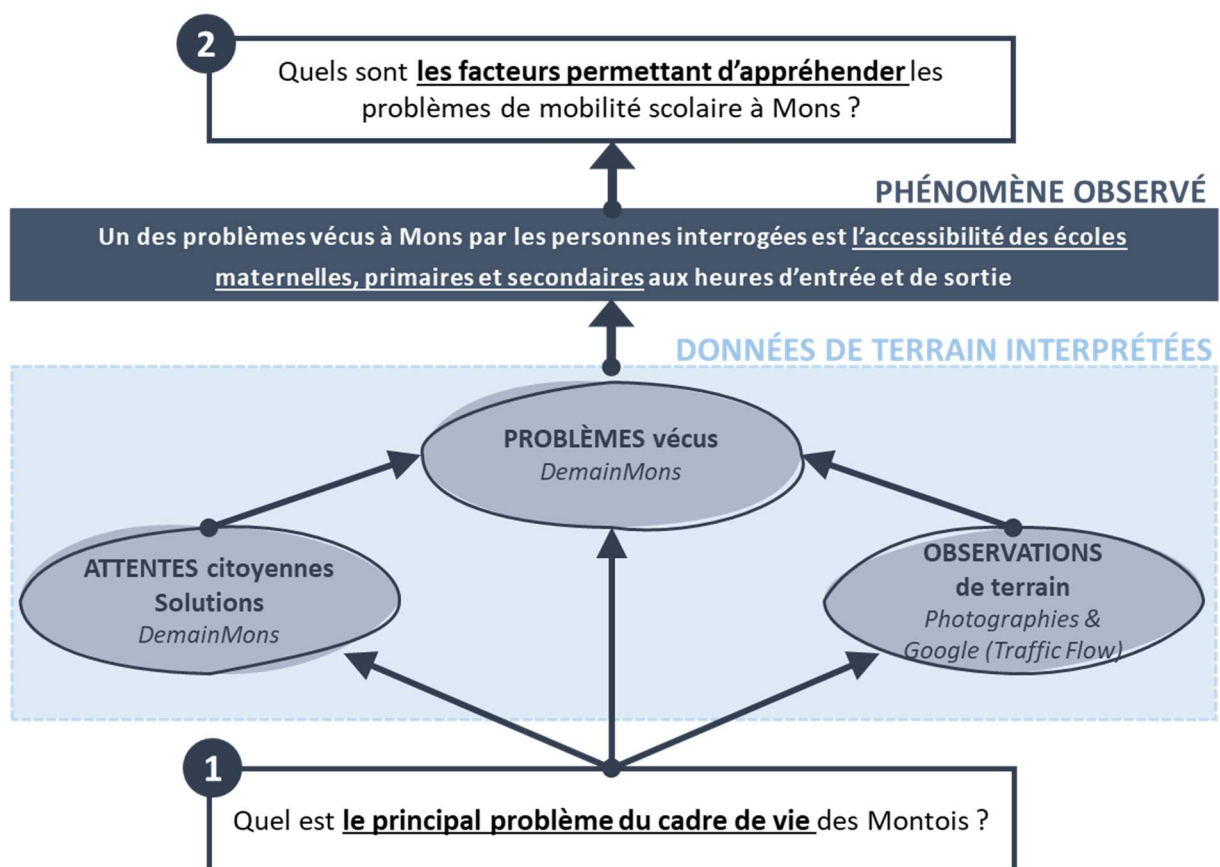 2
Quels sont les facteurs permettant d’appréhender les
problèmes de mobilité scolaire à Mons ?
PHÉNOMÈNE OBSERVÉ
Un des problèmes vécus à Mons par les personnes interrogées est l’accessibilité des écoles
maternelles, primaires et secondaires aux heures d’entrée et de sortie
DONNÉES DE TERRAIN INTERPRÉTÉES
PROBLÈMES vécus
DemainMons
ATTENTES citoyennes
Solutions
DemainMons
OBSERVATIONS
de terrain
Photographies &
Google (Traffic Flow)
1
Quel est le principal problème du cadre de vie des Montois ?